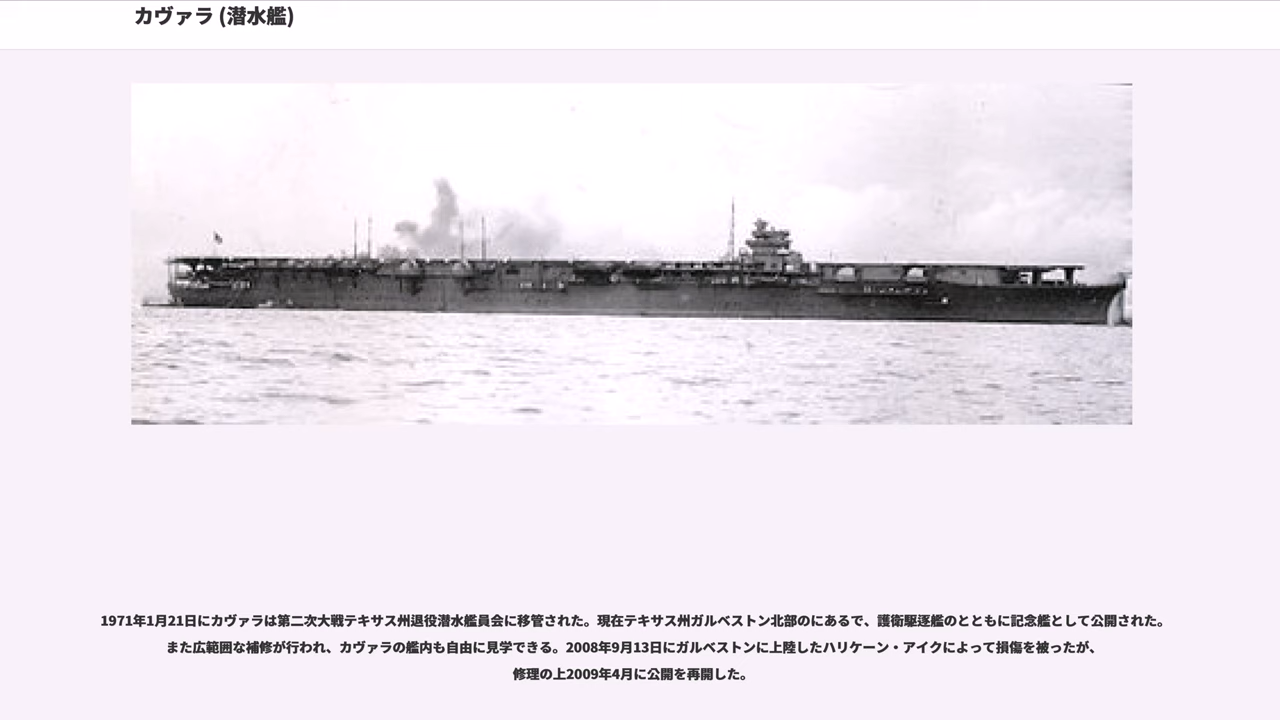 カヴァラ (潜水艦)
1971年1月21日にカヴァラは第二次大戦テキサス州退役潜水艦員会に移管された。現在テキサス州ガルベストン北部のにあるで、護衛駆逐艦のとともに記念艦として公開された。
また広範囲な補修が行われ、カヴァラの艦内も自由に見学できる。2008年9月13日にガルベストンに上陸したハリケーン・アイクによって損傷を被ったが、
修理の上2009年4月に公開を再開した。